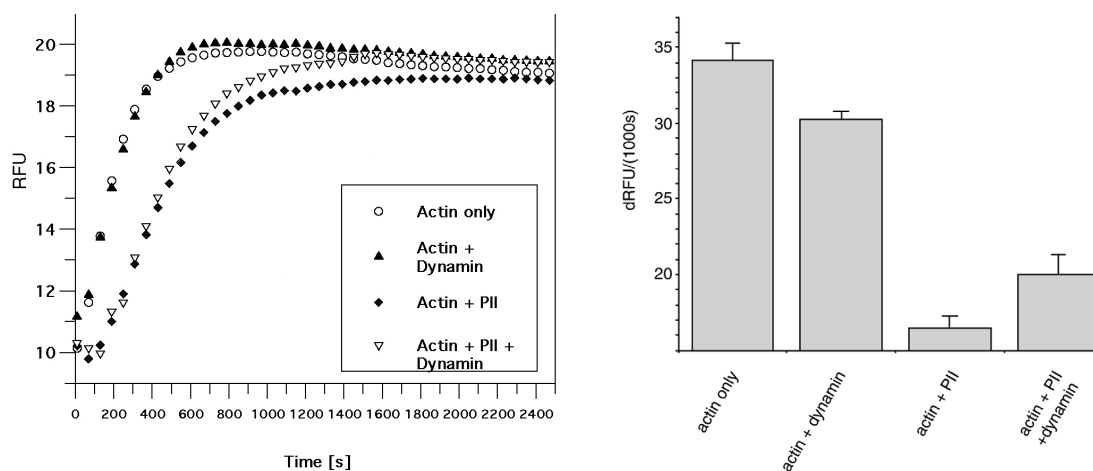 RFU
20
18
16
14
12
10
0 200 400 600 800 1000 1200 1400 1600 1800 2000 2200 2400
Time [s]
Actin only
Actin +
Dynamin
Actin + PII
Actin + PII +
Dynamin
dRFU/(1000s)
35
30
25
20
actin only
actin + dynamin
actin + PII
actin + PII
+dynamin